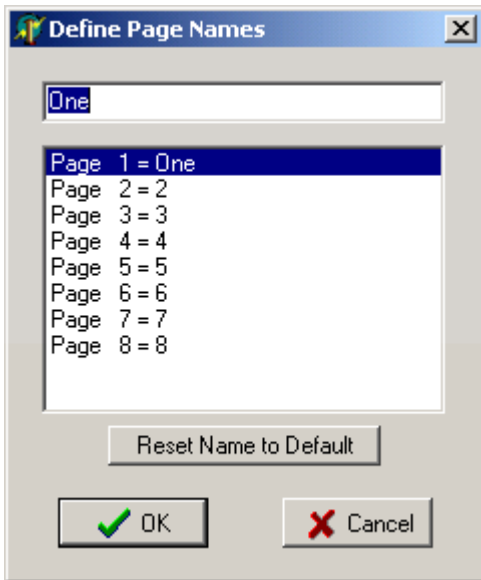 Define Page Names
One
Page 1 = One
Page 2 = 2
Page 3 = 3
Page 4 = 4
Page 5 = 5
Page 6 = 6
Page 7 = 7
Page 8 = 8
Reset Name to Default
OK Cancel